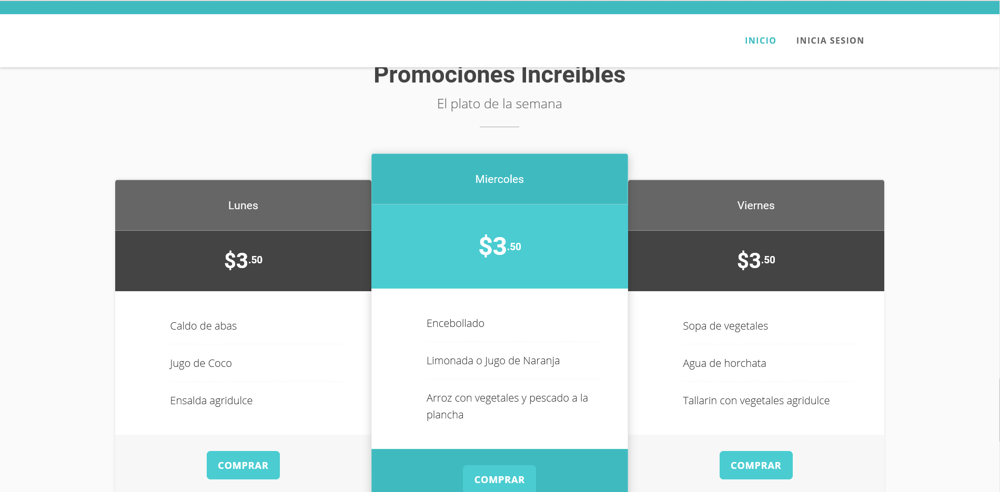 INICIO INICIA SESION
Promociones Increibles
El plato de la semana
Lunes
$3.50
Caldo de abas
Jugo de Coco
Ensalda agridulce
COMPRAR
Miercoles
$3.50
Encebollado
Limonada o Jugo de Naranja
Arroz con vegetales y pescado a la
plancha
COMPRAR
Viernes
$3.50
Sopa de vegetales
Agua de horchata
Tallarin con vegetales agridulce
COMPRAR